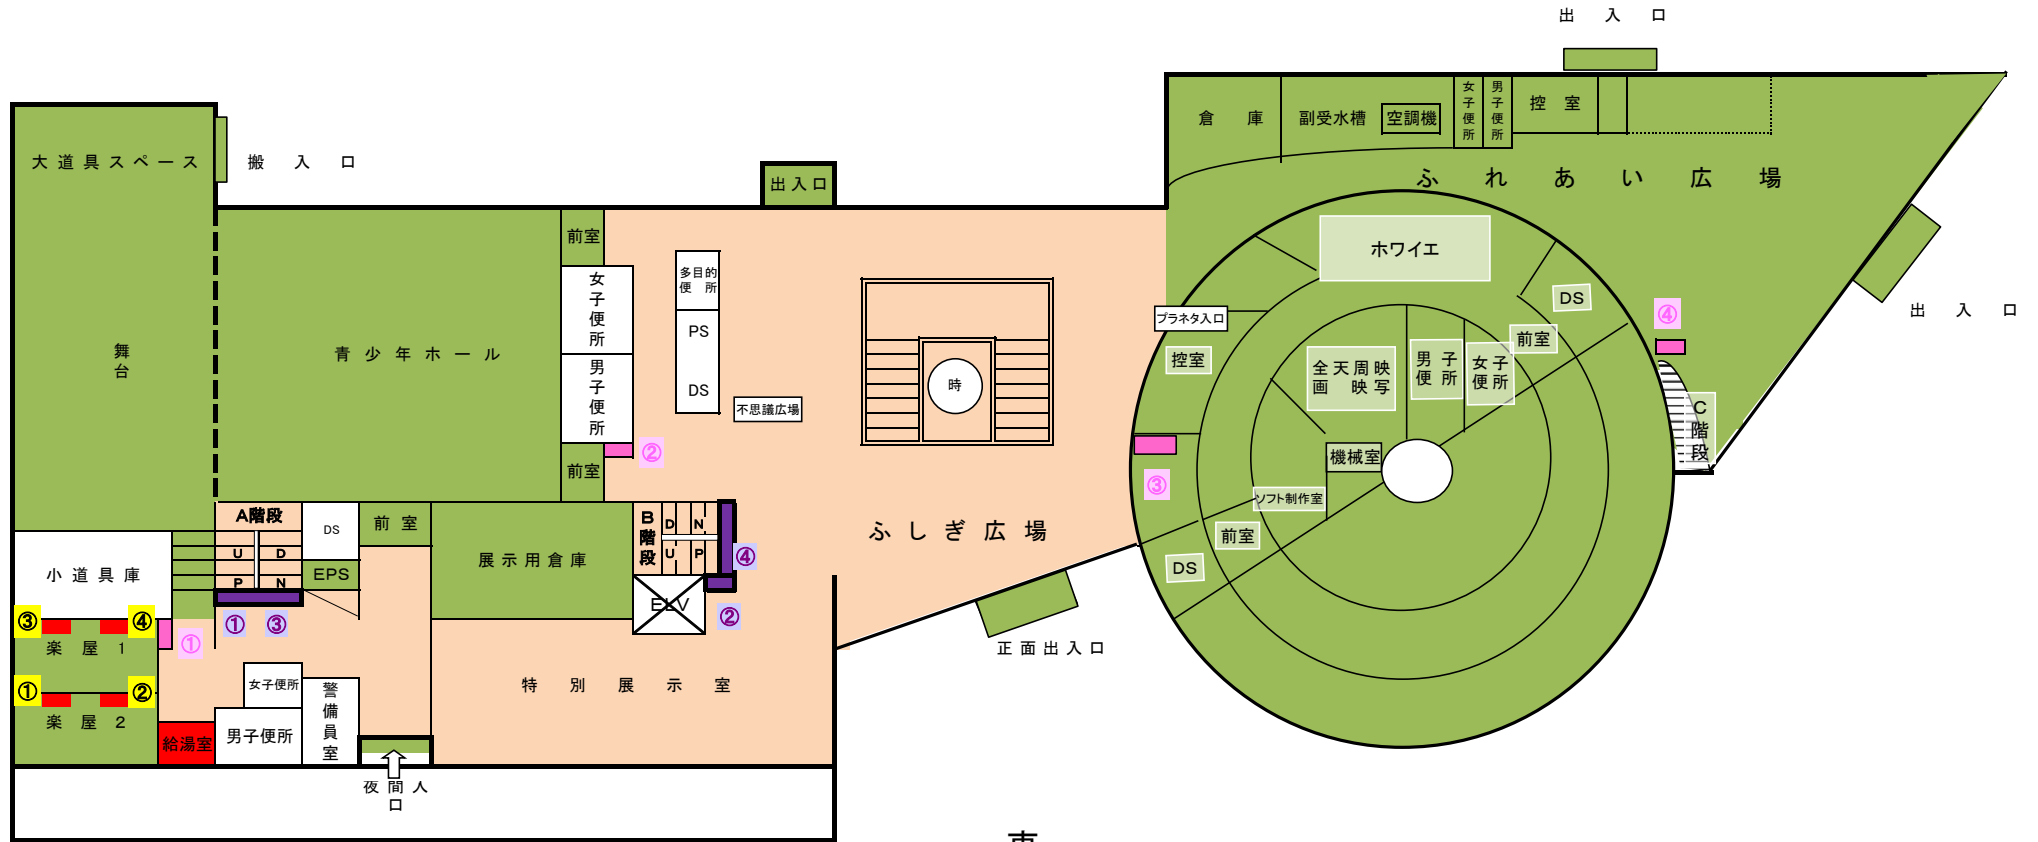 出入口
倉庫
副受水槽
空調機
女子便所
男子便所
控室
大道具スペース
搬入口
出入口
ふれあい広場
前室
女子便所
多目的
便所
ホワイエ
DS
④
出入口
舞台
青少年ホール
男子便所
PS
DS
不思議広場
時
プラネタ入口
控室
全天周映
画映写
男子
便所
女子
便所
前室
C階段
②
前室
機械室
③
ソフト制作室
A階段
UP
DN
DS
前室
展示用倉庫
B階段
DN
UP
④
ふしぎ広場
前室
DS
小道具庫
EPS
ELV
②
③
④
①
①
③
楽屋1
正面出入口
①
②
楽屋2
給湯室
女子便所
男子便所
警備員室
特別展示室
夜間人
口